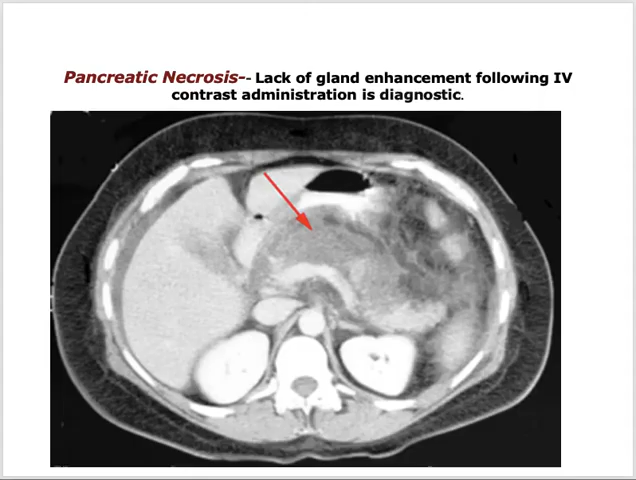 Pancreatic Necrosis-- Lack of gland enhancement following IV
contrast administration is diagnostic.